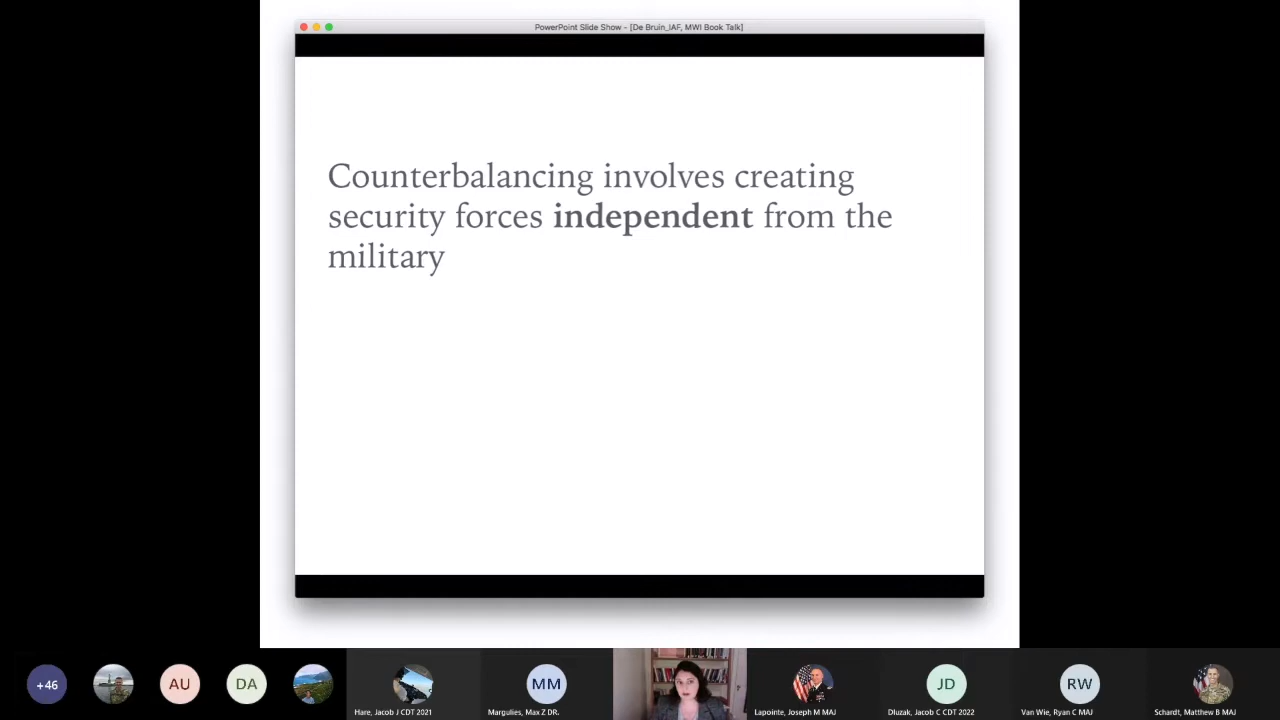 PowerPoint Slide Show - [De Bruin_IAF, MWI Book Talk]
Counterbalancing involves creating
security forces independent from the
military
+46
AU
DA
Hare, Jacob J CDT 2021
MM
Margulies, Max Z DR.
Lapointe, Joseph M MAJ
JD
Dluzak, Jacob C CDT 2022
RW
Van Wie, Ryan C MAJ
Schardt, Matthew B MAJ